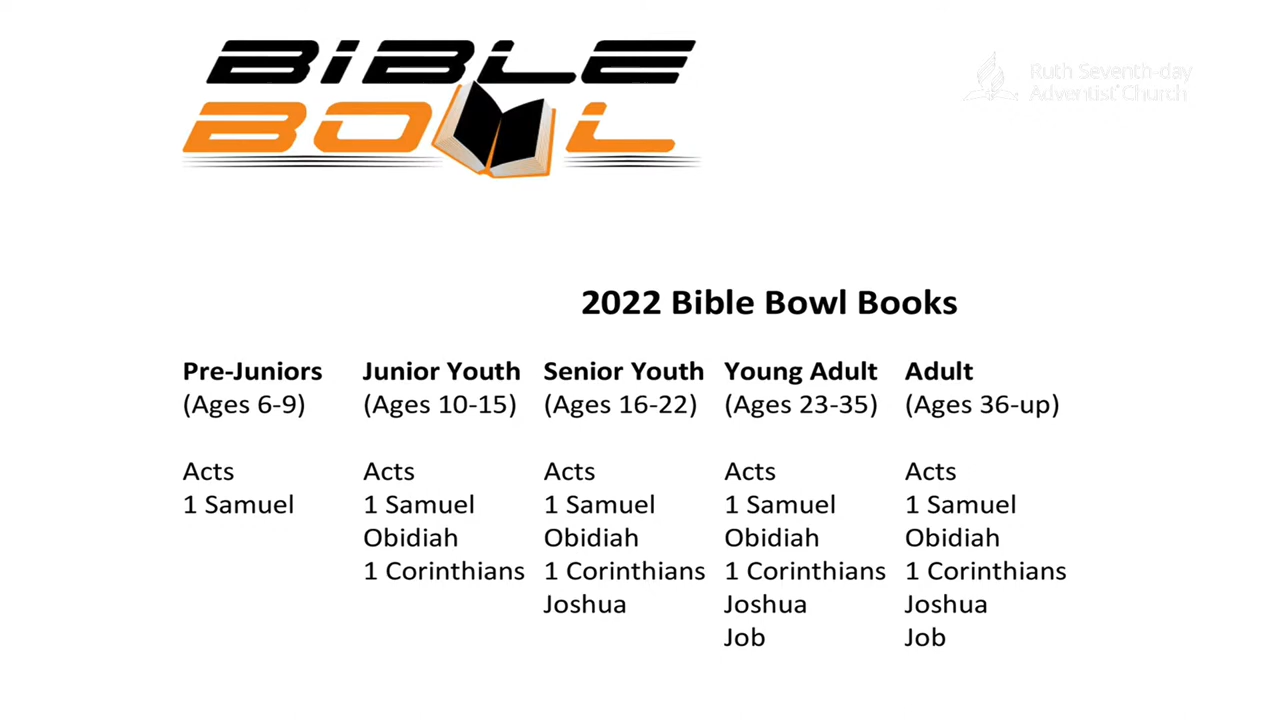 BiBLE
BOWL
Ruth Seventh-day
Adventist Church
2022 Bible Bowl Books
Pre-Juniors Junior Youth Senior Youth Young Adult Adult
(Ages 6-9) (Ages 10-15) (Ages 16-22) (Ages 23-35) (Ages 36-up)
Acts Acts Acts Acts Acts
1 Samuel 1 Samuel 1 Samuel 1 Samuel 1 Samuel
Obidiah Obidiah Obidiah Obidiah
1 Corinthians 1 Corinthians 1 Corinthians 1 Corinthians
Joshua Joshua Joshua
Job Job